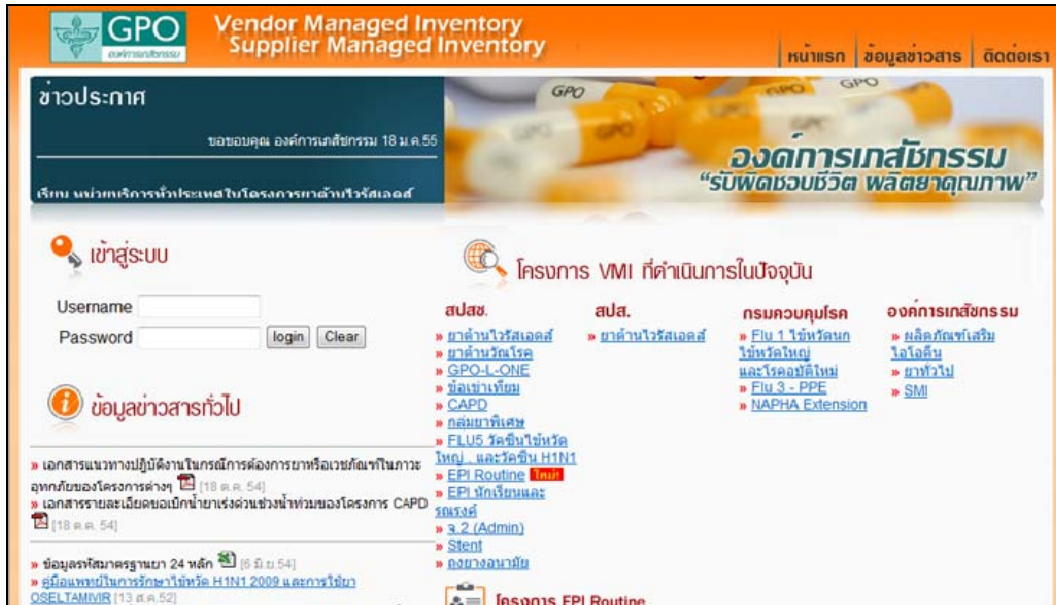 GPO
องค์การเภสัชกรรม
Vendor Managed Inventory
Supplier Managed Inventory
หน้าแรก
ข้อมูลข่าวสาร
ติดต่อเรา
ข่าวประกาศ
ขอขอบคุณ องค์การเภสัชกรรม 18 ม.ค.55
เรียน หน่วยบริการทั่วประเทศ ในโครงการยาต้านไวรัสเอดส์
GPO
GPO
GPO
GPO
GPO
องค์การเภสัชกรรม
“รับผิดชอบชีวิต ผลิตยาคุณภาพ”
เข้าสู่ระบบ
Username
Password
login
Clear
ข้อมูลข่าวสารทั่วไป
» เอกสารแนวทางปฏิบัติงานในกรณีการต้องการยาหรือเวชภัณฑ์ในภาวะ
อุทกภัยของโครงการต่างๆ [18 ต.ค. 54]
» เอกสารรายละเอียดขอเบิกน้ำยาเร่งด่วนช่วงน้ำท่วมของโครงการ CAPD
[18 ต.ค. 54]
» ข้อมูลรหัสมาตรฐานยา 24 หลัก [6 มิ.ย.54]
» คู่มือแพทย์ในการรักษาไข้หวัด H1N1 2009 และการใช้ยา
OSELTAMIVIR [13 ส.ค.52]
โครงการ VMI ที่ดำเนินการในปัจจุบัน
สปสช.
» ยาต้านไวรัสเอดส์
» ยาต้านวัณโรค
» GPO-L-ONE
» ข้อเข่าเทียม
» CAPD
» กลุ่มยาพิเศษ
» FLU5 วัคซีนไข้หวัด
ใหญ่ , และวัคซีน H1N1
» EPI Routine ใหม่!
» EPI นักเรียนและ
รณรงค์
» จ.2 (Admin)
» Stent
» ถุงยางอนามัย
สปส.
» ยาต้านไวรัสเอดส์
กรมควบคุมโรค
» Flu 1 ไข้หวัดนก
ไข้หวัดใหญ่
และโรคอุบัติใหม่
» Flu 3 - PPE
» NAPHA Extension
องค์การเภสัชกรรม
» ผลิตภัณฑ์เสริม
ไอโอดีน
» ยาทั่วไป
» SMI
โครงการ EPI Routine